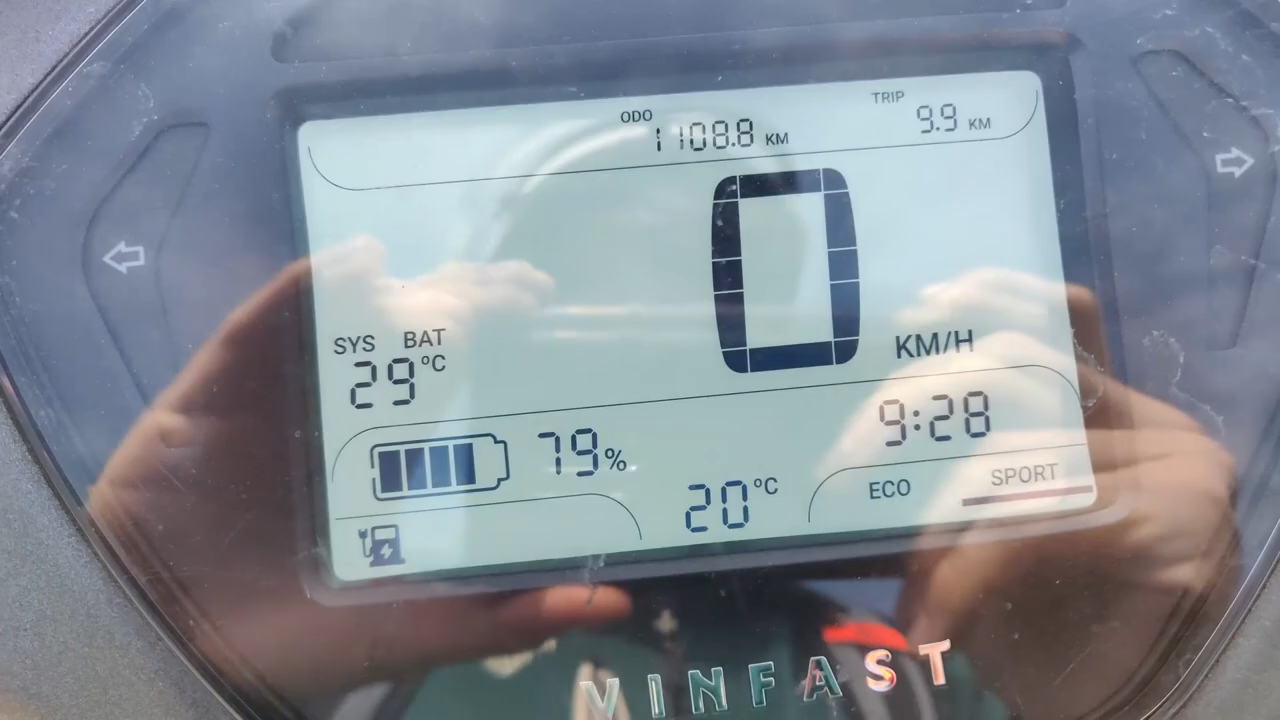 ODO 1108.8 KM
TRIP 9.9 KM
0 KM/H
SYS BAT
29°C
79%
9:28
20°C
ECO SPORT
VINFAST